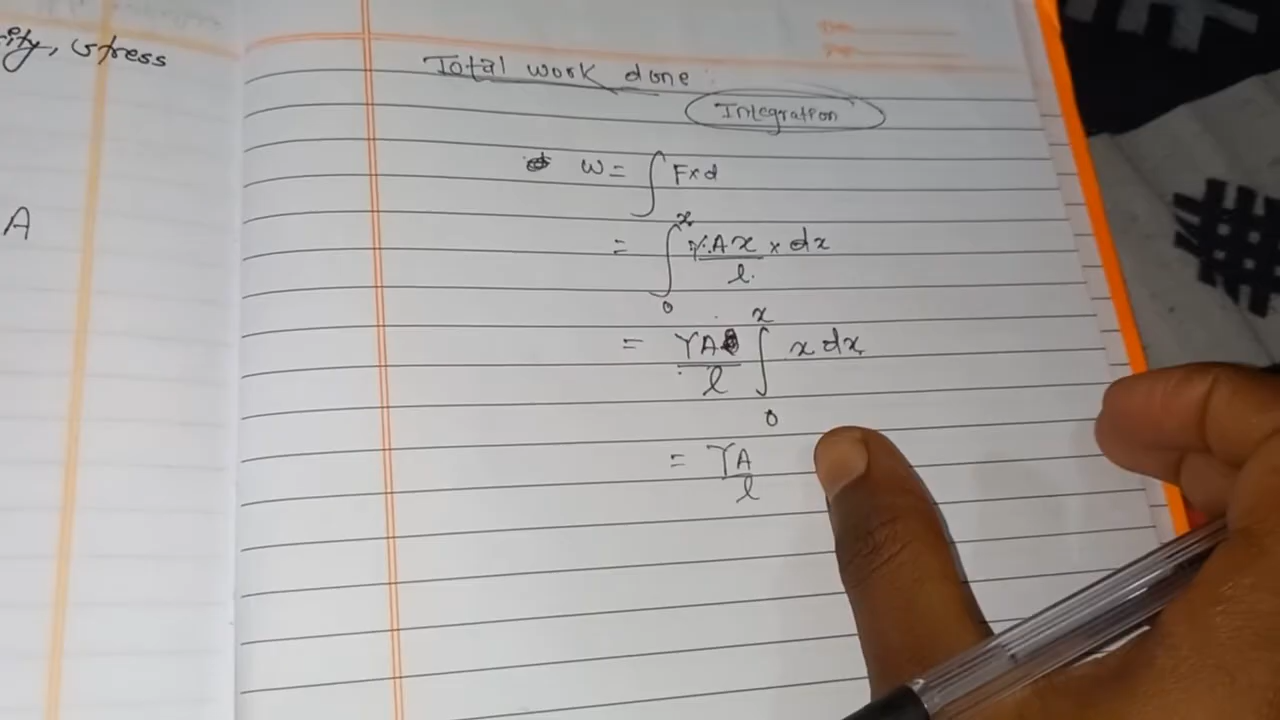 ity, stress
A
Total work done :
Integration
W = ∫ F×d
= ∫₀ˣ YAx/l × dx
= YA/l ∫₀ˣ x dx
= YA/l